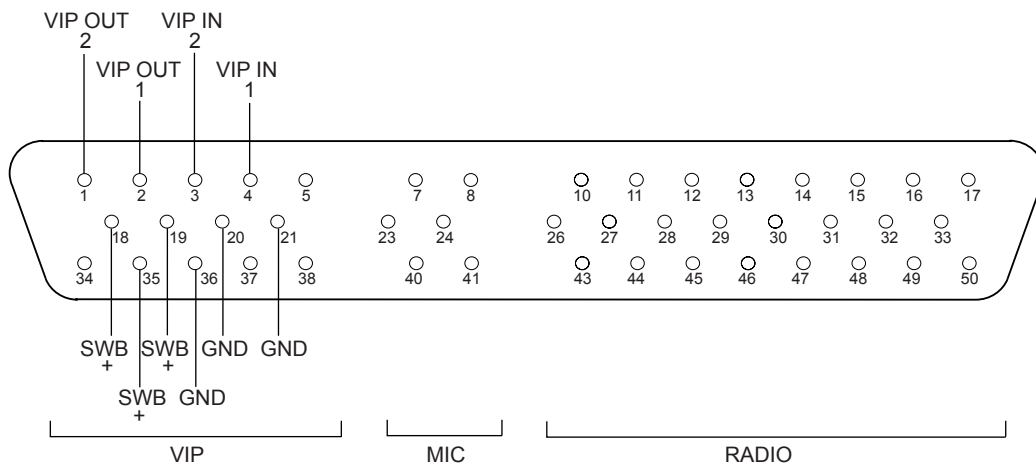 VIP OUT
2
VIP IN
2
VIP OUT
1
VIP IN
1
1 2 3 4 5 7 8 10 11 12 13 14 15 16 17
18 19 20 21 23 24 26 27 28 29 30 31 32 33
34 35 36 37 38 40 41 43 44 45 46 47 48 49 50
SWB
+
SWB
+
GND GND
SWB
+
GND
VIP MIC RADIO